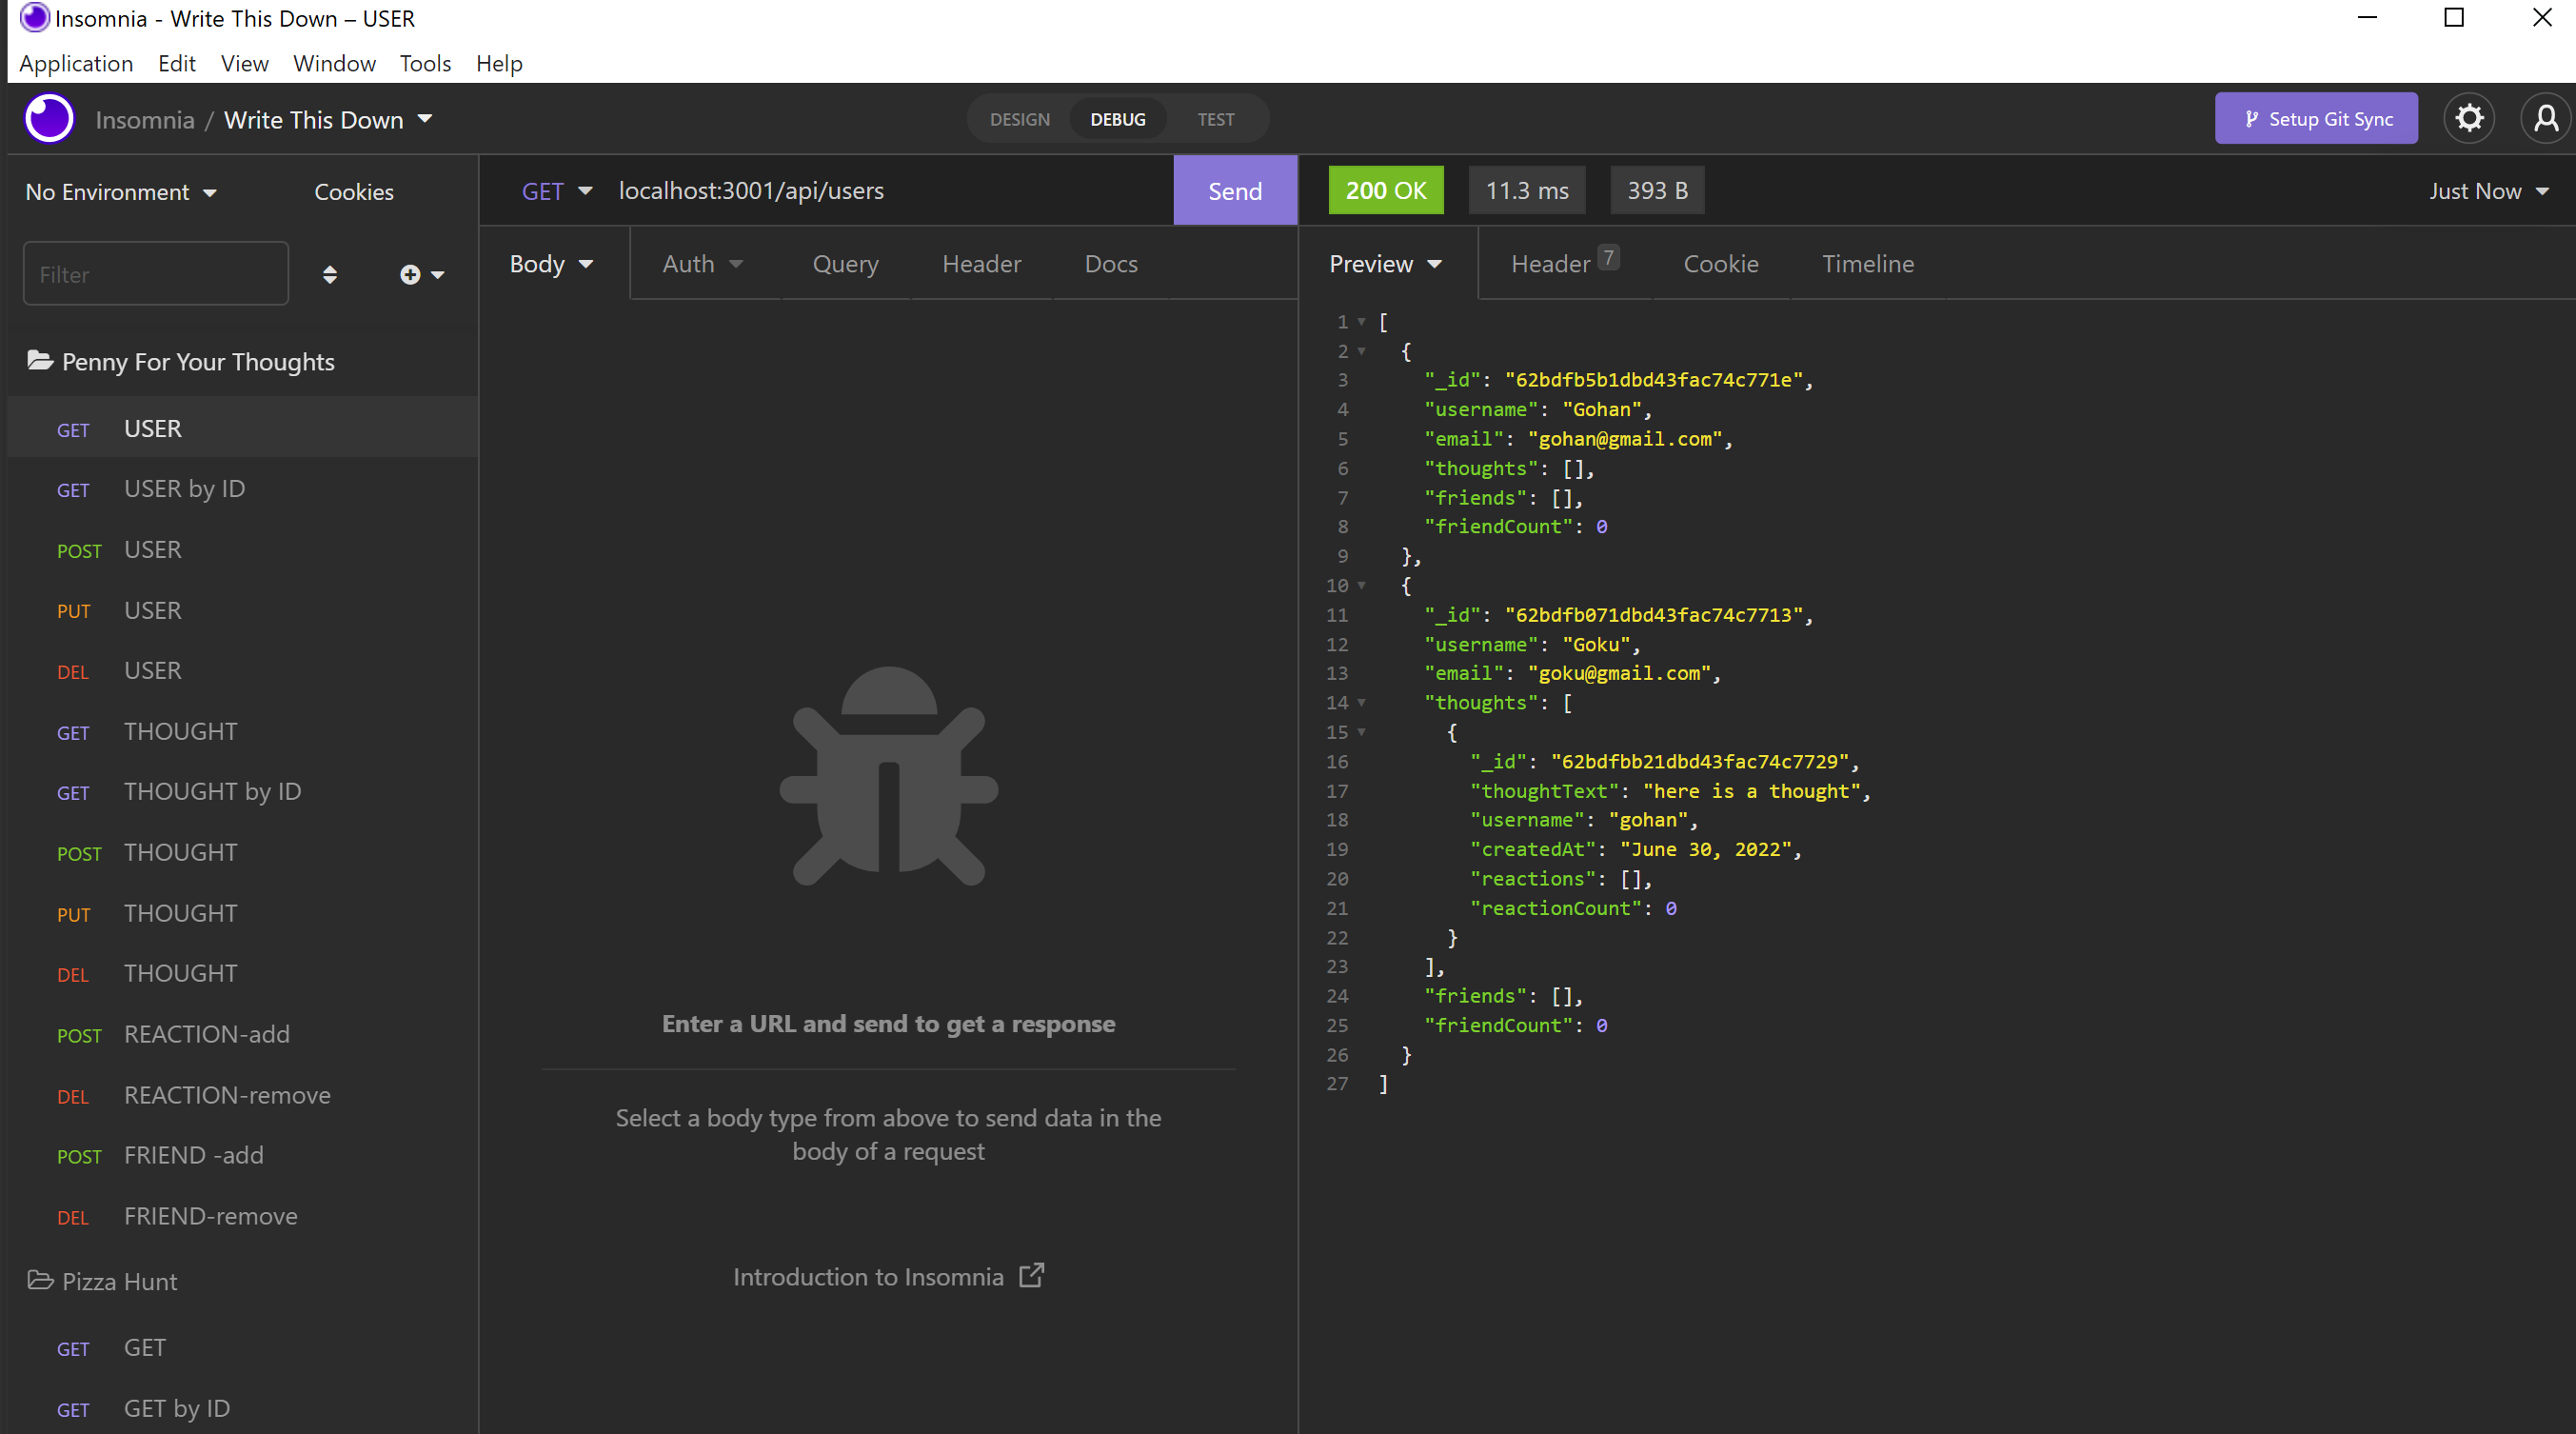 Insomnia - Write This Down – USER
Application Edit View Window Tools Help
Insomnia / Write This Down
DESIGN DEBUG TEST
Setup Git Sync
No Environment Cookies
Filter
Penny For Your Thoughts
GET USER
GET USER by ID
POST USER
PUT USER
DEL USER
GET THOUGHT
GET THOUGHT by ID
POST THOUGHT
PUT THOUGHT
DEL THOUGHT
POST REACTION-add
DEL REACTION-remove
POST FRIEND -add
DEL FRIEND-remove
Pizza Hunt
GET GET
GET GET by ID
GET localhost:3001/api/users Send
Body Auth Query Header Docs
Enter a URL and send to get a response
Select a body type from above to send data in the
body of a request
Introduction to Insomnia
200 OK 11.3 ms 393 B Just Now
Preview Header 7 Cookie Timeline
1 [
2 {
3 "_id": "62bdfb5b1dbd43fac74c771e",
4 "username": "Gohan",
5 "email": "gohan@gmail.com",
6 "thoughts": [],
7 "friends": [],
8 "friendCount": 0
9 },
10 {
11 "_id": "62bdfb071dbd43fac74c7713",
12 "username": "Goku",
13 "email": "goku@gmail.com",
14 "thoughts": [
15 {
16 "_id": "62bdfbb21dbd43fac74c7729",
17 "thoughtText": "here is a thought",
18 "username": "gohan",
19 "createdAt": "June 30, 2022",
20 "reactions": [],
21 "reactionCount": 0
22 }
23 ],
24 "friends": [],
25 "friendCount": 0
26 }
27 ]